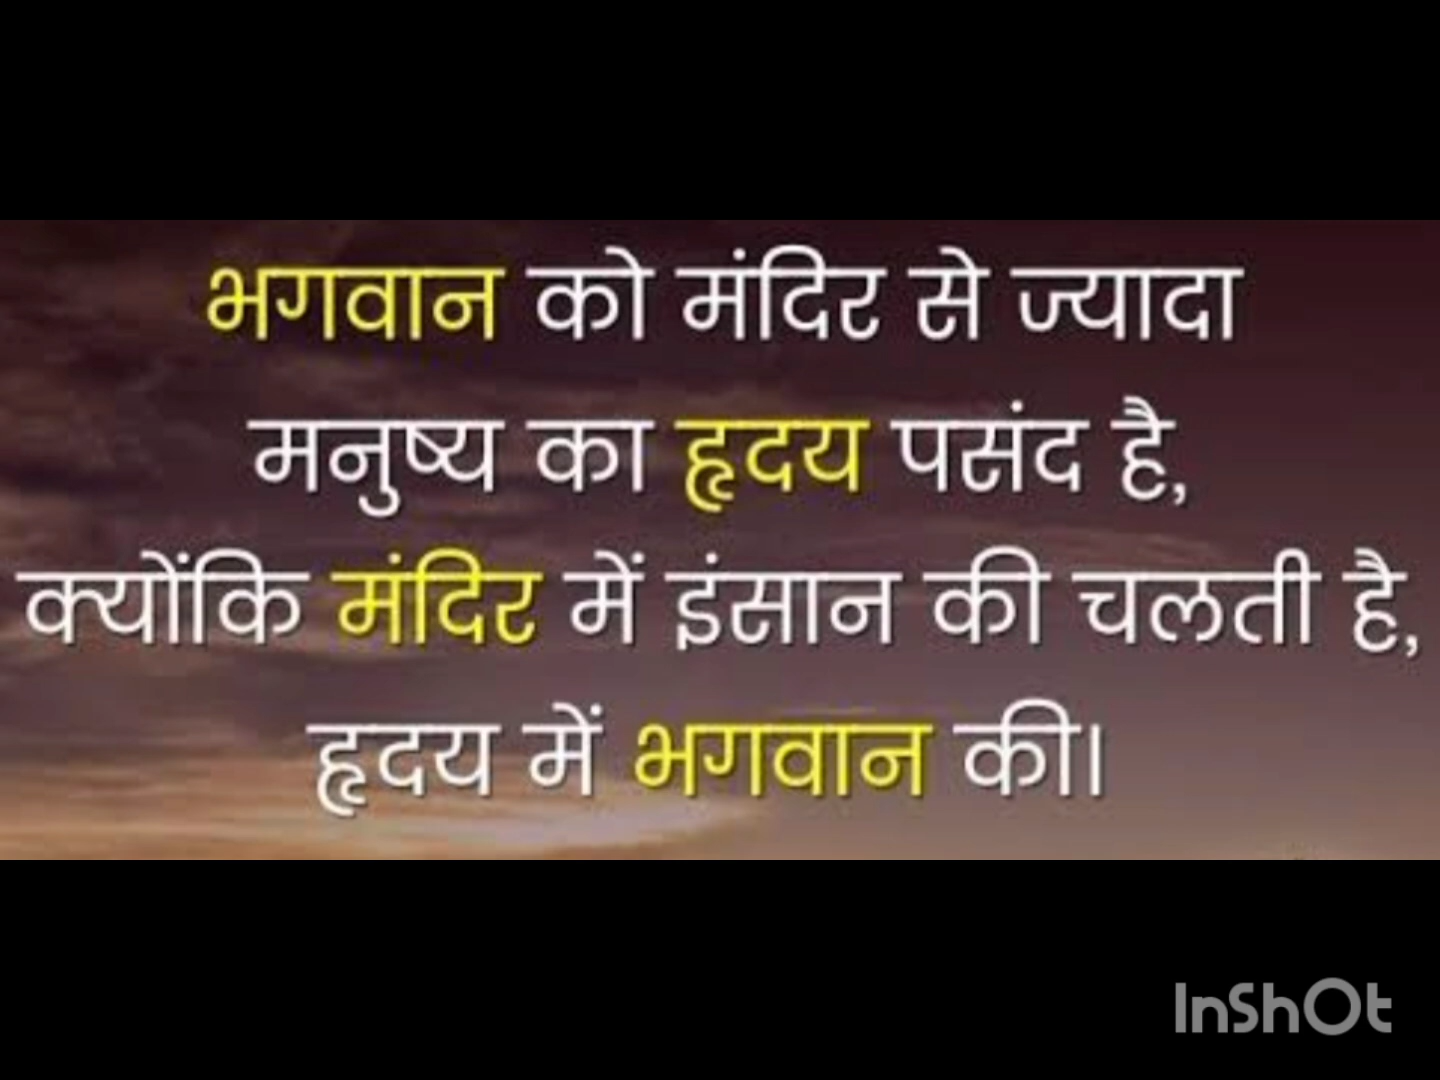 भगवान को मंदिर से ज्यादा
मनुष्य का हृदय पसंद है,
क्योंकि मंदिर में इंसान की चलती है,
हृदय में भगवान की।
InShOt